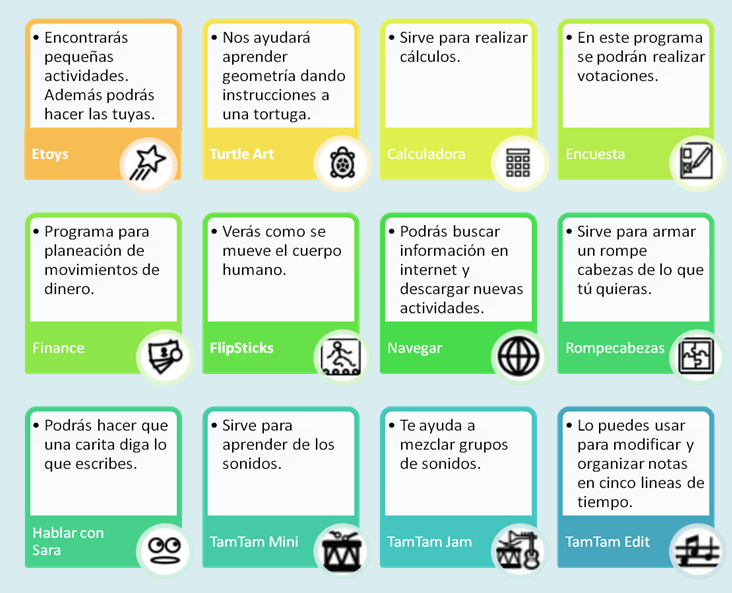 • Encontrarás
pequeñas
actividades.
Además podrás
hacer las tuyas.
Etoys
• Nos ayudará
aprender
geometría dando
instrucciones a
una tortuga.
Turtle Art
• Sirve para realizar
cálculos.
Calculadora
• En este programa
se podrán realizar
votaciones.
Encuesta
• Programa para
planeación de
movimientos de
dinero.
Finance
• Verás como se
mueve el cuerpo
humano.
FlipSticks
• Podrás buscar
información en
internet y
descargar nuevas
actividades.
Navegar
• Sirve para armar
un rompe
cabezas de lo que
tú quieras.
Rompecabezas
• Podrás hacer que
una carita diga lo
que escribes.
Hablar con
Sara
• Sirve para
aprender de los
sonidos.
TamTam Mini
• Te ayuda a
mezclar grupos
de sonidos.
TamTam Jam
• Lo puedes usar
para modificar y
organizar notas
en cinco lineas de
tiempo.
TamTam Edit